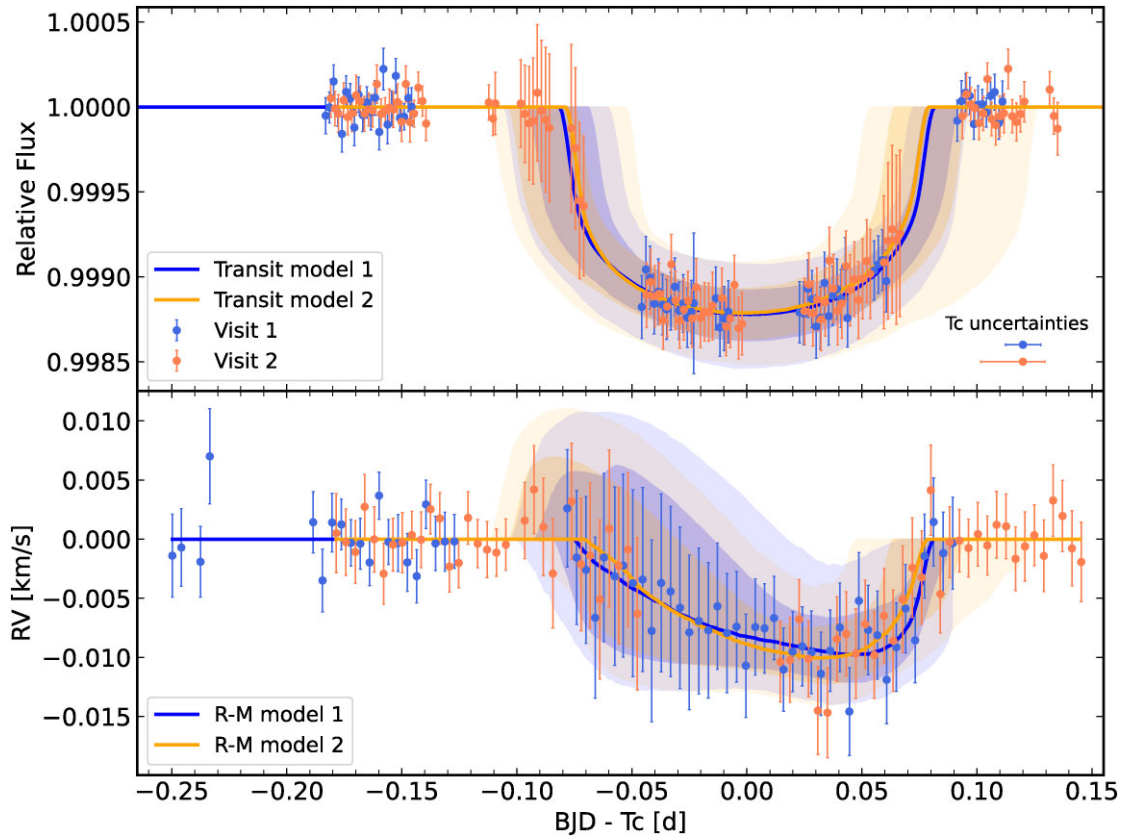 1.0005
1.0000
0.9995
0.9990
0.9985
Relative Flux
Transit model 1
Transit model 2
Visit 1
Visit 2
Tc uncertainties
0.010
0.005
0.000
−0.005
−0.010
−0.015
RV [km/s]
R-M model 1
R-M model 2
−0.25 −0.20 −0.15 −0.10 −0.05 0.00 0.05 0.10 0.15
BJD - Tc [d]